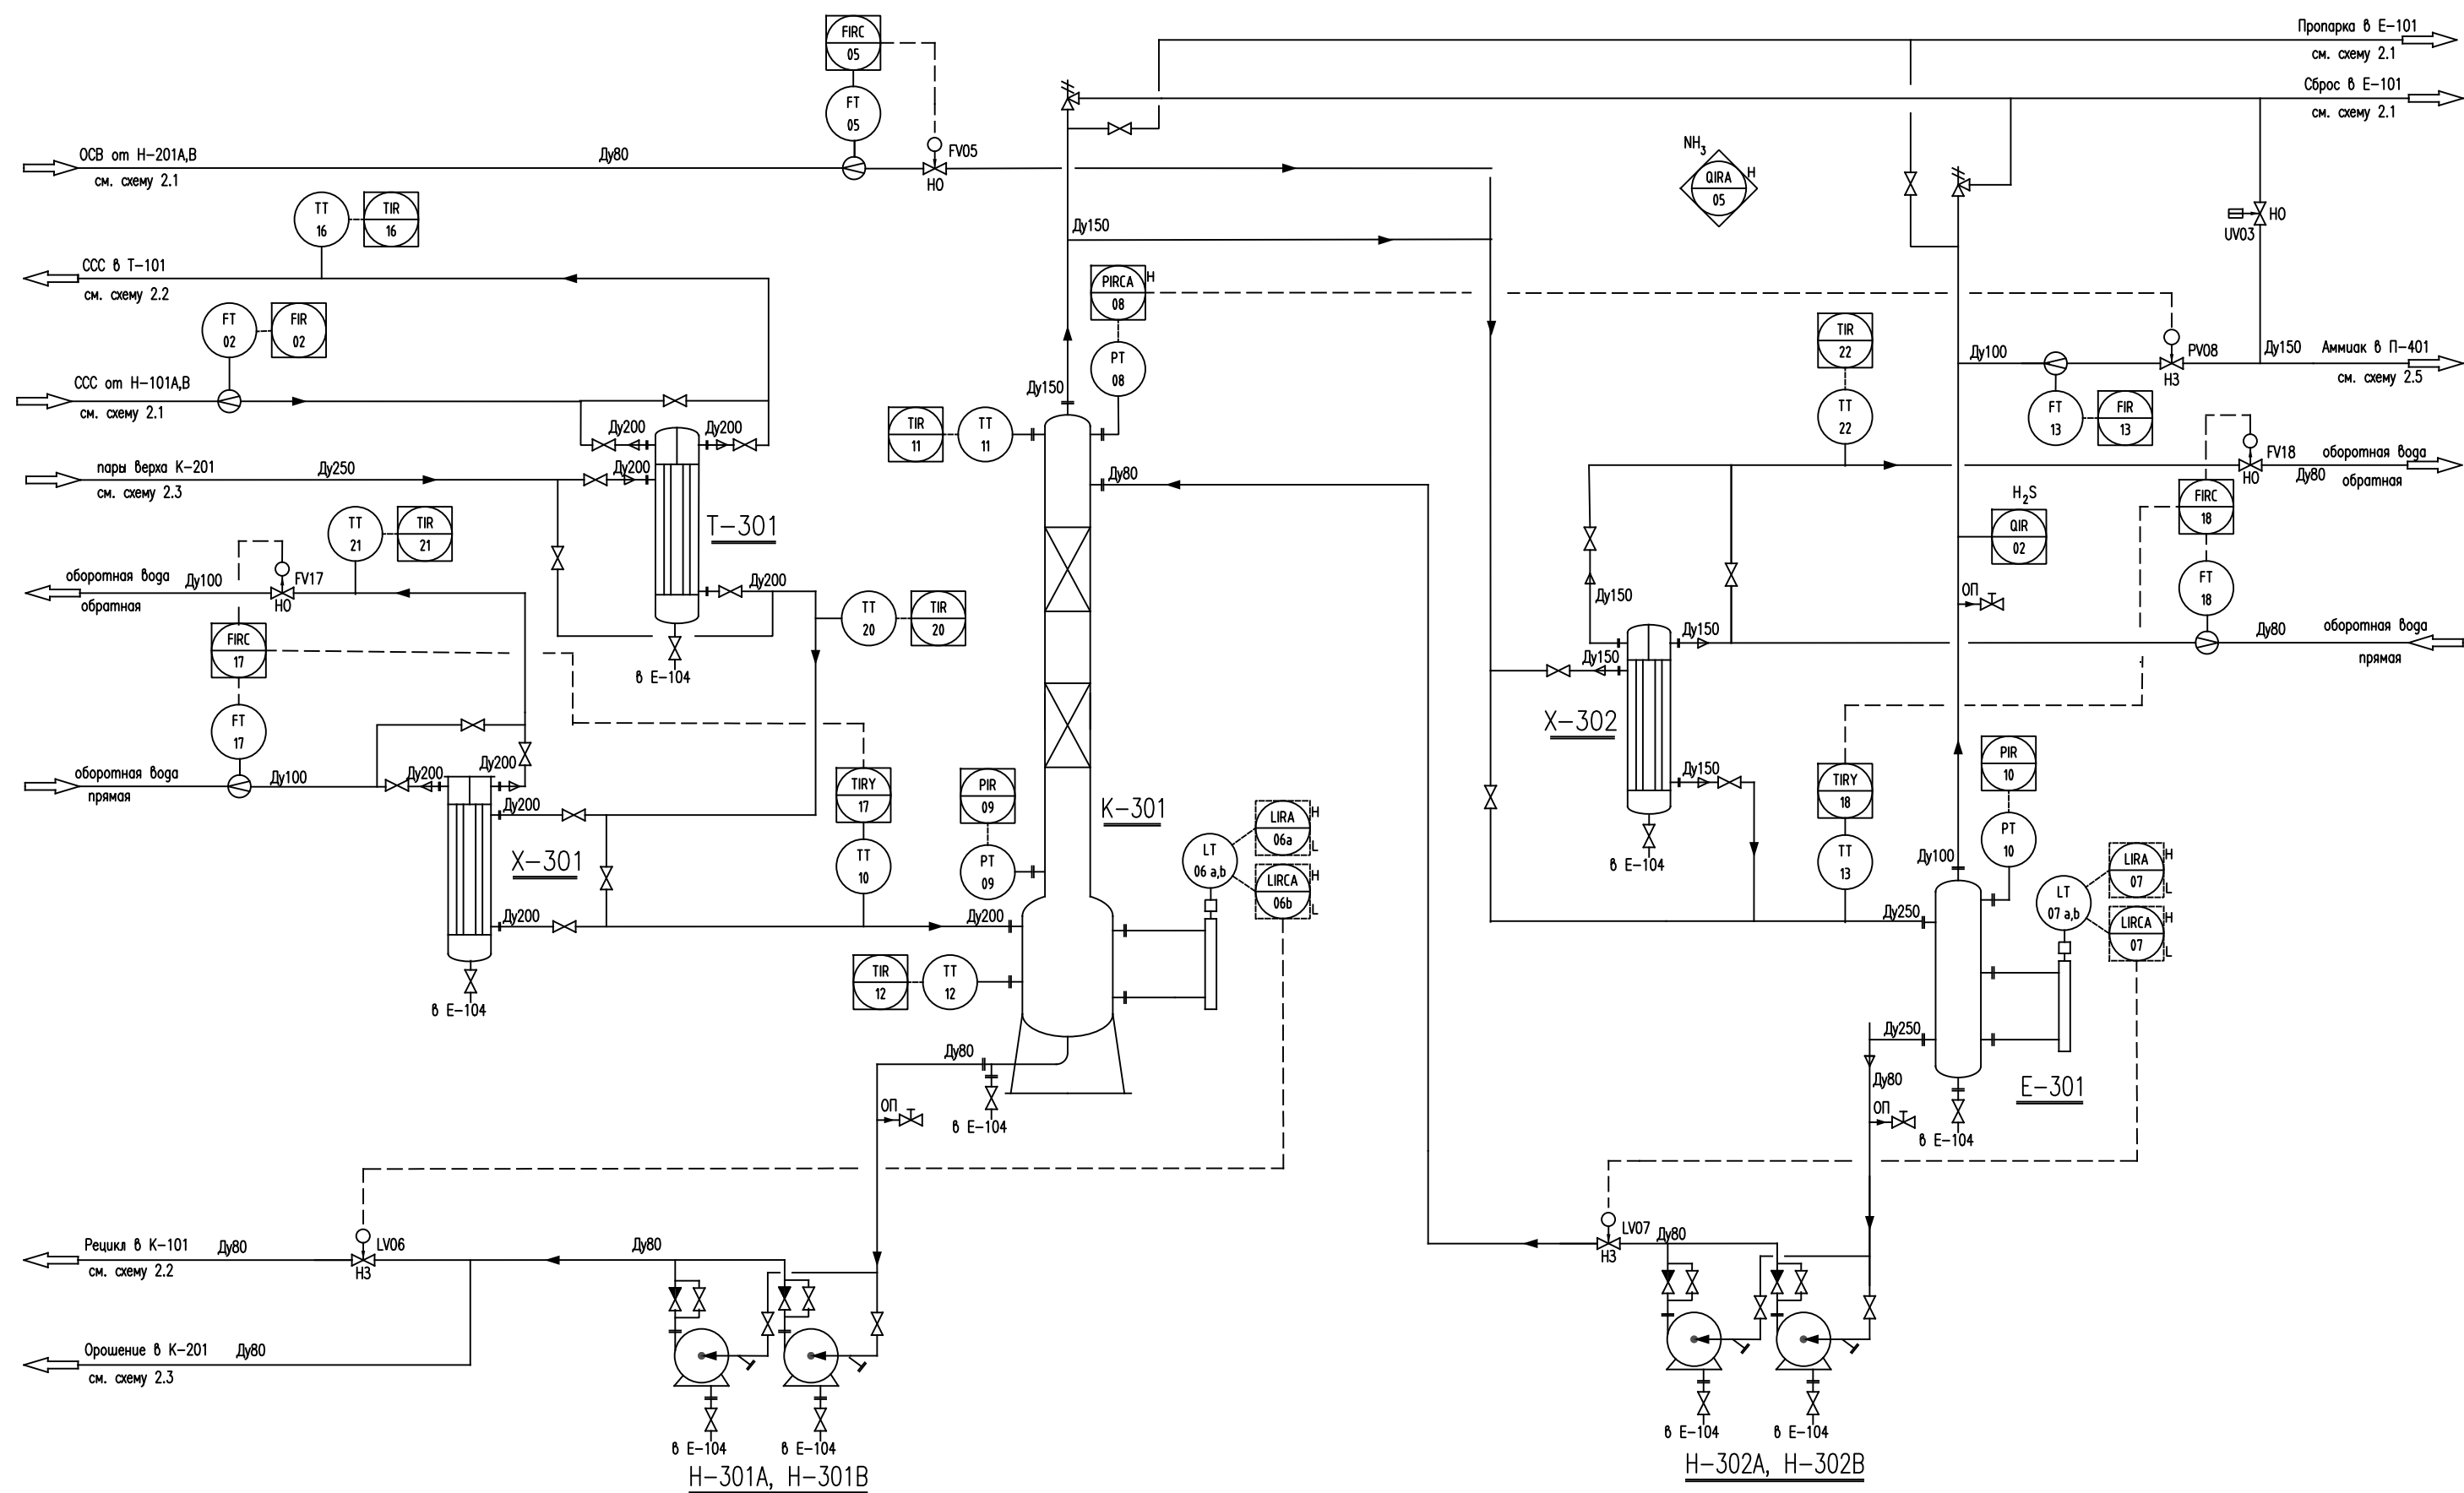 FIRC
05
FT
05
FV05
НО
Пропарка в Е-101
см. схему 2.1
Сброс в Е-101
см. схему 2.1
ОСВ от Н-201А,В
см. схему 2.1
Ду80
NH3
QIRA
05
H
TT
16
TIR
16
Ду150
НО
UV03
ССС в Т-101
см. схему 2.2
PIRCA
08
H
PT
08
FT
02
FIR
02
TIR
22
TT
22
Ду100
PV08
НЗ
Ду150
Аммиак в П-401
см. схему 2.5
FT
13
FIR
13
ССС от Н-101А,В
см. схему 2.1
Ду150
TIR
11
TT
11
Ду200
Ду200
пары верха К-201
см. схему 2.3
Ду250
Ду200
Ду80
FV18
НО
оборотная вода
Ду80
обратная
FIRC
18
H2S
QIR
02
TT
21
TIR
21
Т-301
оборотная вода
обратная
Ду100
FV17
НО
Ду200
FT
18
ОП
Ду150
TT
20
TIR
20
FIRC
17
в Е-104
Ду150
Ду150
Ду80
оборотная вода
прямая
FT
17
Х-302
оборотная вода
прямая
Ду100
Ду200
Ду200
Ду200
TIRY
17
TT
10
PIR
09
PT
09
К-301
Ду150
TIRY
18
TT
13
PIR
10
PT
10
LIRA
06a
H
L
LT
06 a,b
LIRCA
06b
H
L
Х-301
в Е-104
Ду100
LIRA
07
H
L
LT
07 a,b
LIRCA
07
H
L
Ду200
Ду200
Ду250
TIR
12
TT
12
в Е-104
Ду250
Ду80
Ду80
Е-301
ОП
в Е-104
ОП
в Е-104
Рецикл в К-101
см. схему 2.2
Ду80
LV06
НЗ
Ду80
LV07
НЗ
Ду80
Орошение в К-201
см. схему 2.3
Ду80
в Е-104
в Е-104
Н-301А, Н-301В
в Е-104
в Е-104
Н-302А, Н-302В